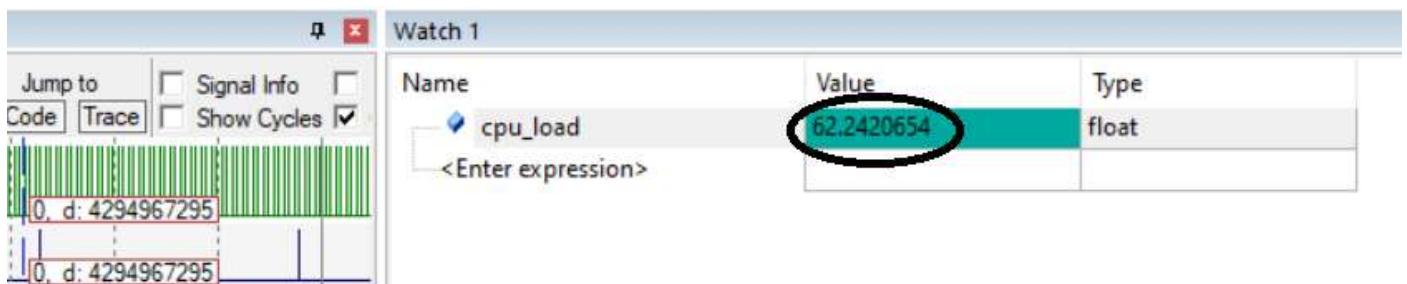 Jump to
Signal Info
Code Trace
Show Cycles
0, d: 4294967295
0, d: 4294967295
Watch 1
Name Value Type
cpu_load 62.2420654 float
<Enter expression>